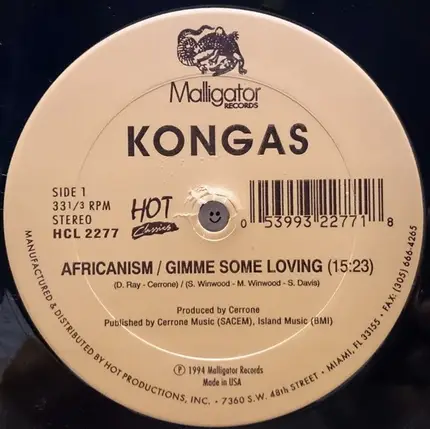 Malligator
RECORDS
KONGAS
SIDE 1
33 1/3 RPM
STEREO
HCL 2277
HOT
Classics
0 53993 22771 8
AFRICANISM / GIMME SOME LOVING (15:23)
(D. Ray - Cerrone) / (S. Winwood - M. Winwood - S. Davis)
Produced by Cerrone
Published by Cerrone Music (SACEM), Island Music (BMI)
℗ 1994 Malligator Records
Made in USA
MANUFACTURED & DISTRIBUTED BY HOT PRODUCTIONS, INC. • 7360 S.W. 48th STREET • MIAMI, FL 33155 • FAX: (305) 666-4265